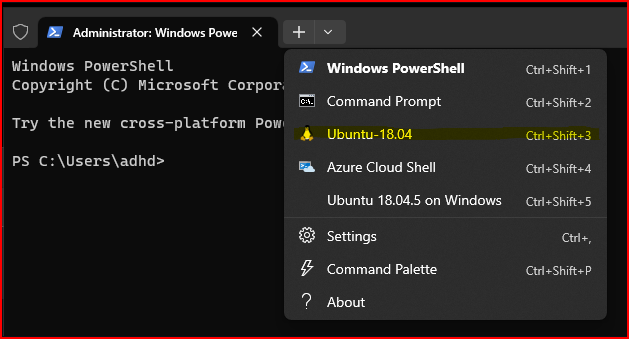 Administrator: Windows Powe
Windows PowerShell
Copyright (C) Microsoft Corpora
Try the new cross-platform Pow
PS C:\Users\adhd>
Windows PowerShell Ctrl+Shift+1
Command Prompt Ctrl+Shift+2
Ubuntu-18.04 Ctrl+Shift+3
Azure Cloud Shell Ctrl+Shift+4
Ubuntu 18.04.5 on Windows Ctrl+Shift+5
Settings Ctrl+,
Command Palette Ctrl+Shift+P
About